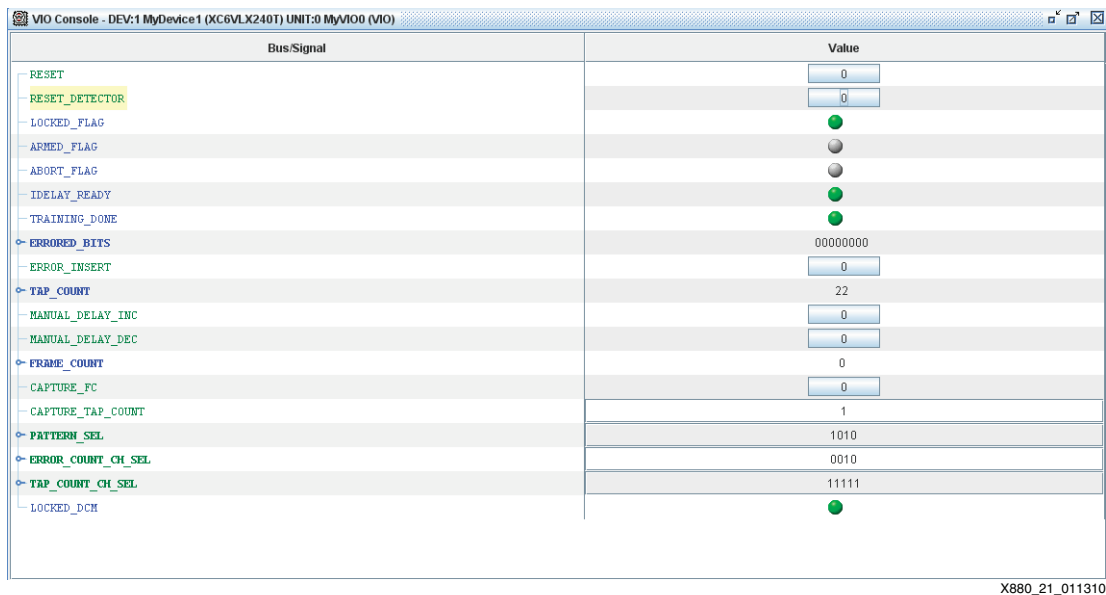 VIO Console - DEV:1 MyDevice1 (XC6VLX240T) UNIT:0 MyVIO0 (VIO)
Bus/Signal Value
RESET 0
RESET_DETECTOR 0
LOCKED_FLAG
ARMED_FLAG
ABORT_FLAG
IDELAY_READY
TRAINING_DONE
ERRORED_BITS 00000000
ERROR_INSERT 0
TAP_COUNT 22
MANUAL_DELAY_INC 0
MANUAL_DELAY_DEC 0
FRAME_COUNT 0
CAPTURE_FC 0
CAPTURE_TAP_COUNT 1
PATTERN_SEL 1010
ERROR_COUNT_CH_SEL 0010
TAP_COUNT_CH_SEL 11111
LOCKED_DCM
X880_21_011310